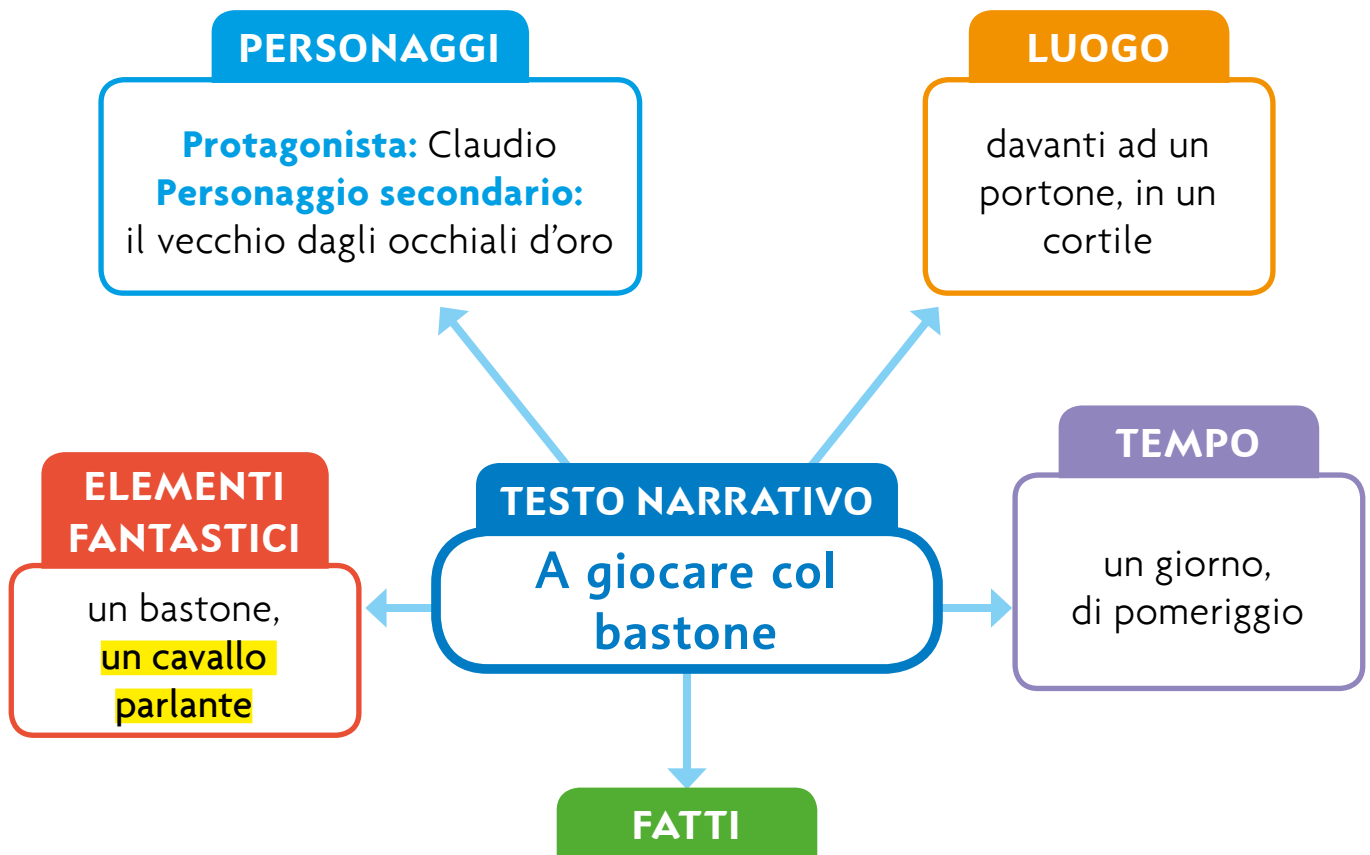 PERSONAGGI
Protagonista: Claudio
Personaggio secondario:
il vecchio dagli occhiali d'oro
LUOGO
davanti ad un
portone, in un
cortile
ELEMENTI
FANTASTICI
un bastone,
un cavallo
parlante
TESTO NARRATIVO
A giocare col
bastone
TEMPO
un giorno,
di pomeriggio
FATTI